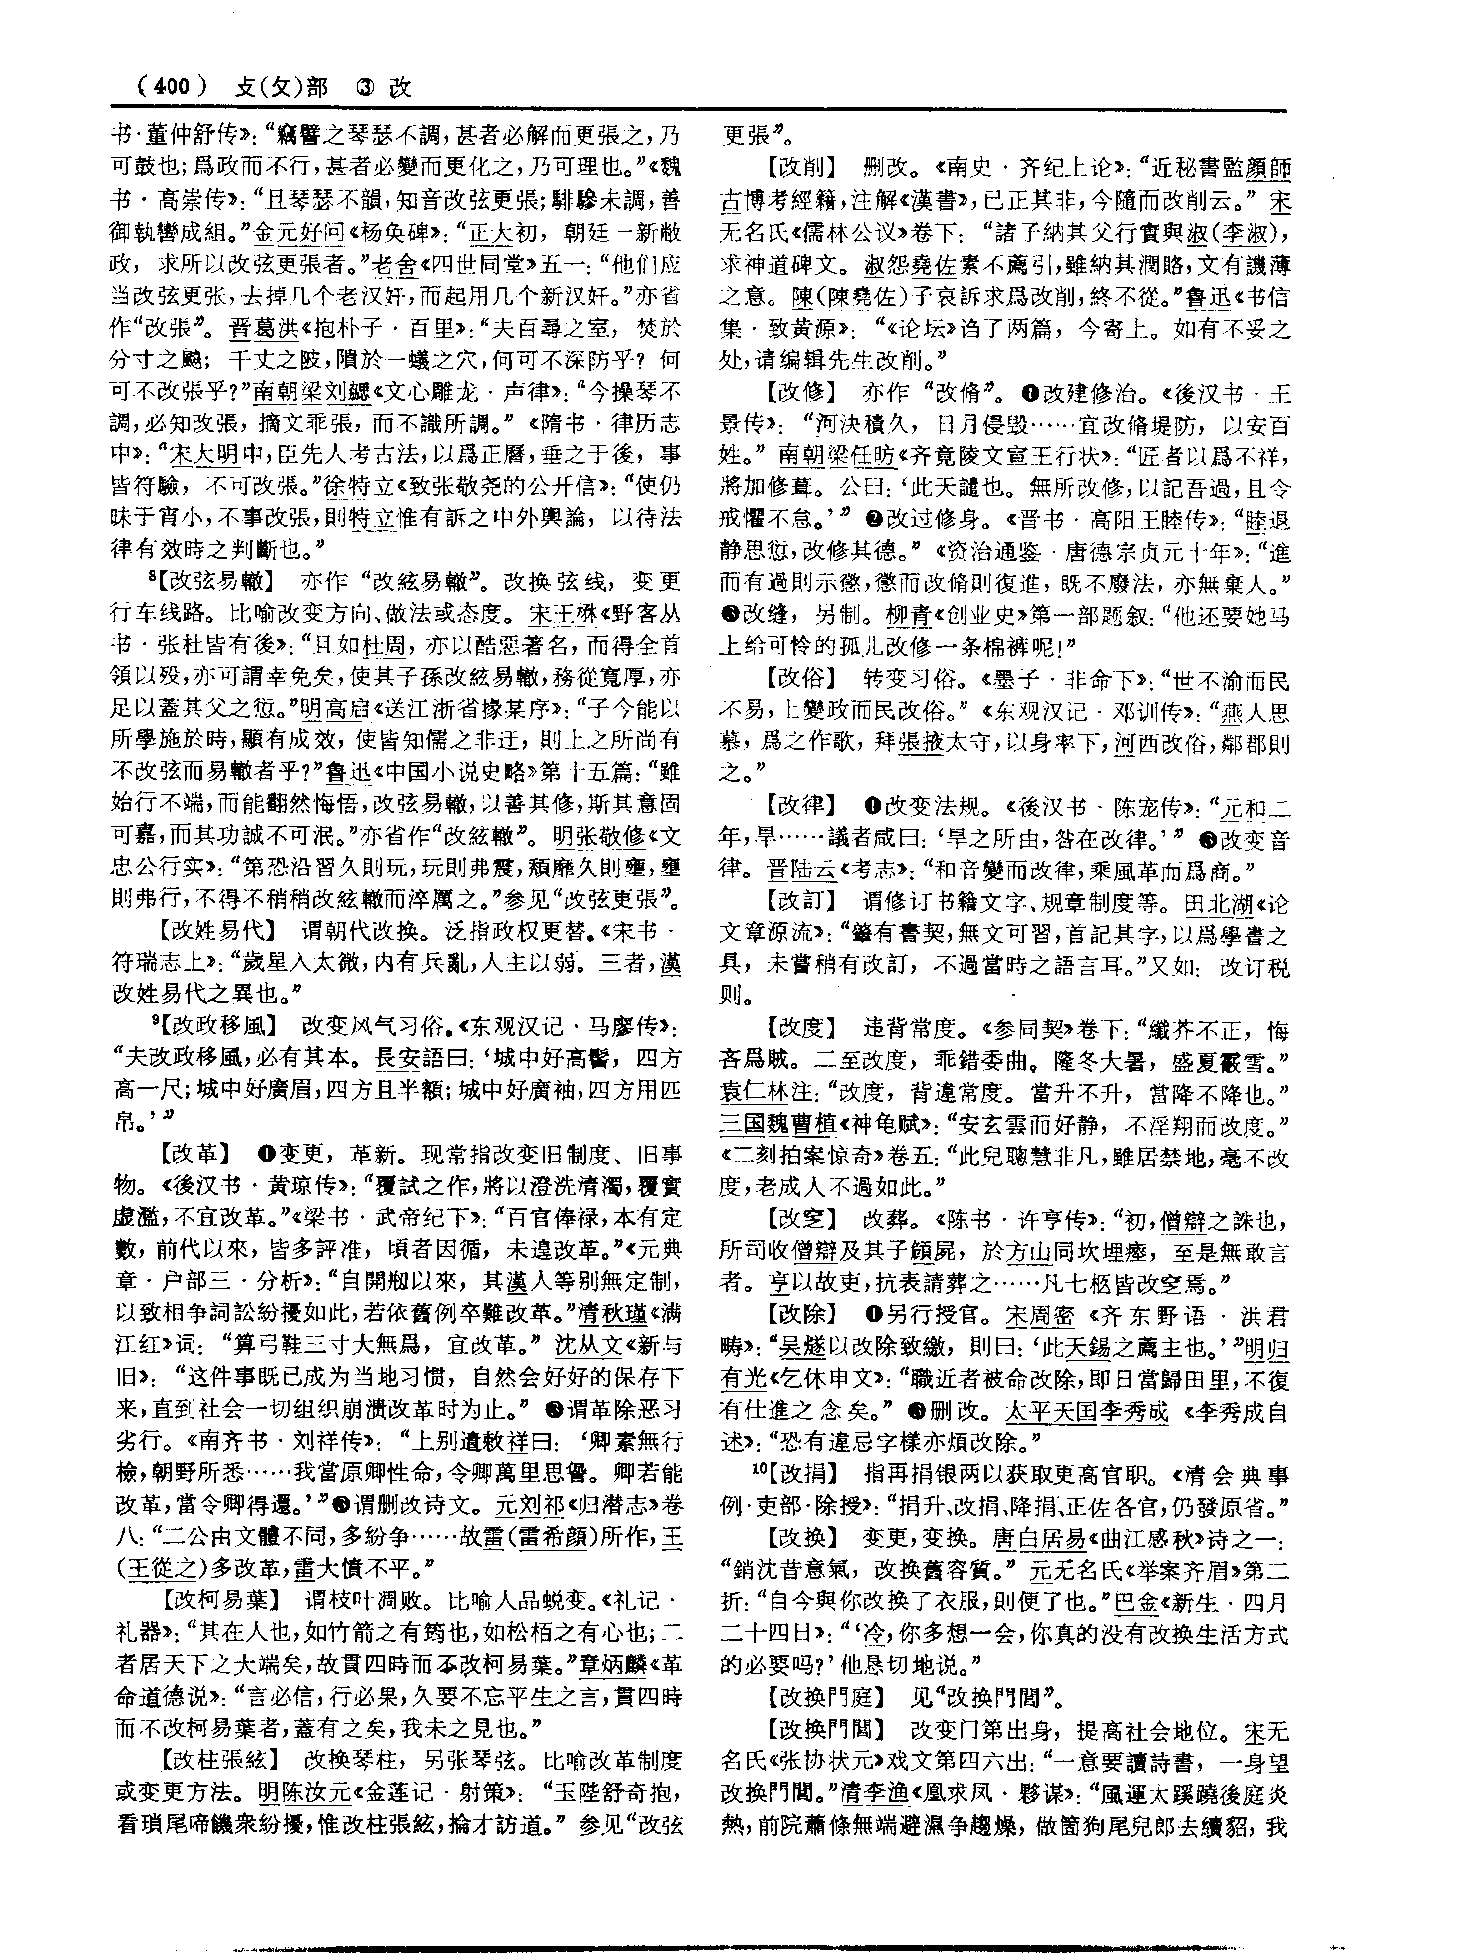 (400) 攴(攵)部 ③ 改
书·董仲舒传》：“竊譬之琴瑟不調，甚者必解而更張之，乃
可鼓也；爲政而不行，甚者必變而更化之，乃可理也。”《魏
书·高崇传》：“且琴瑟不韻，知音改弦更張；騑驂未調，善
御執轡成組。”金元好问《杨奂碑》：“正大初，朝廷一新敝
政，求所以改弦更張者。”老舍《四世同堂》五一：“他们应
当改弦更张，去掉几个老汉奸，而起用几个新汉奸。”亦省
作“改張”。晋葛洪《抱朴子·百里》：“夫百尋之室，焚於
分寸之飈；千丈之陂，隤於一蟻之穴，何可不深防乎？何
可不改張乎？”南朝梁刘勰《文心雕龙·声律》：“今操琴不
調，必知改張，摛文乖張，而不識所調。”《隋书·律历志
中》：“宋大明中，臣先人考古法，以爲正曆，垂之于後，事
皆符驗，不可改張。”徐特立《致张敬尧的公开信》：“使仍
昧于宵小，不事改張，則特立惟有訴之中外輿論，以待法
律有效時之判斷也。”
⁸【改弦易轍】 亦作“改絃易轍”。改换弦线，变更
行车线路。比喻改变方向、做法或态度。宋王楙《野客丛
书·张杜皆有後》：“且如杜周，亦以酷惡著名，而得全首
領以殁，亦可謂幸免矣，使其子孫改絃易轍，務從寬厚，亦
足以蓋其父之愆。”明高启《送江浙省掾某序》：“子今能以
所學施於時，顯有成效，使皆知儒之非迂，則上之所尚有
不改弦而易轍者乎？”鲁迅《中国小说史略》第十五篇：“雖
始行不端，而能翻然悔悟，改弦易轍，以善其修，斯其意固
可嘉，而其功誠不可泯。”亦省作“改絃轍”。明张敬修《文
忠公行实》：“第恐沿習久則玩，玩則弗震，頹靡久則壅，壅
則弗行，不得不稍稍改絃轍而淬厲之。”参见“改弦更張”。
【改姓易代】 谓朝代改换。泛指政权更替。《宋书·
符瑞志上》：“歲星入太微，内有兵亂，人主以弱。三者，漢
改姓易代之異也。”
⁹【改政移風】 改变风气习俗。《东观汉记·马廖传》：
“夫改政移風，必有其本。長安語曰：‘城中好高髻，四方
高一尺；城中好廣眉，四方且半額；城中好廣袖，四方用匹
帛。’”
【改革】 ❶变更，革新。现常指改变旧制度、旧事
物。《後汉书·黄琼传》：“覆試之作，將以澄洗清濁，覆實
虚濫，不宜改革。”《梁书·武帝纪下》：“百官俸禄，本有定
數，前代以來，皆多評准，頃者因循，未遑改革。”《元典
章·户部三·分析》：“自開刱以來，其漢人等别無定制，
以致相争詞訟紛擾如此，若依舊例卒難改革。”清秋瑾《满
江红》词：“算弓鞋三寸大無爲，宜改革。”沈从文《新与
旧》：“这件事既已成为当地习惯，自然会好好的保存下
来，直到社会一切组织崩溃改革时为止。”❷谓革除恶习
劣行。《南齐书·刘祥传》：“上别遣敕祥曰：‘卿素無行
檢，朝野所悉……我當原卿性命，令卿萬里思愆。卿若能
改革，當令卿得還。’”❸谓删改诗文。元刘祁《归潜志》卷
八：“二公由文體不同，多紛争……故雷(雷希顔)所作，王
(王從之)多改革，雷大憤不平。”
【改柯易葉】 谓枝叶凋败。比喻人品蜕变。《礼记·
礼器》：“其在人也，如竹箭之有筠也，如松栢之有心也；二
者居天下之大端矣，故貫四時而不改柯易葉。”章炳麟《革
命道德说》：“言必信，行必果，久要不忘平生之言，貫四時
而不改柯易葉者，蓋有之矣，我未之見也。”
【改柱張絃】 改换琴柱，另张琴弦。比喻改革制度
或变更方法。明陈汝元《金莲记·射策》：“玉陛舒奇抱，
看瑣尾啼饑衆紛擾，惟改柱張絃，掄才訪道。”参见“改弦
更張”。
【改削】 删改。《南史·齐纪上论》：“近秘書監顔師
古博考經籍，注解《漢書》，已正其非，今隨而改削云。”宋
无名氏《儒林公议》卷下：“諸子納其父行實與淑(李淑)，
求神道碑文。淑怨堯佐素不薦引，雖納其潤賂，文有譏薄
之意。陳(陳堯佐)子哀訴求爲改削，終不從。”鲁迅《书信
集·致黄源》：“《论坛》诌了两篇，今寄上。如有不妥之
处，请编辑先生改削。”
【改修】 亦作“改脩”。❶改建修治。《後汉书·王
景传》：“河決積久，日月侵毁……宜改脩堤防，以安百
姓。”南朝梁任昉《齐竟陵文宣王行状》：“匠者以爲不祥，
將加修葺。公曰：‘此天譴也。無所改修，以記吾過，且令
戒懼不怠。’”❷改过修身。《晋书·高阳王睦传》：“睦退
静思愆，改修其德。”《资治通鉴·唐德宗贞元十年》：“進
而有過則示懲，懲而改脩則復進，既不廢法，亦無棄人。”
❸改缝，另制。柳青《创业史》第一部题叙：“他还要她马
上给可怜的孤儿改修一条棉裤呢！”
【改俗】 转变习俗。《墨子·非命下》：“世不渝而民
不易，上變政而民改俗。”《东观汉记·邓训传》：“燕人思
慕，爲之作歌，拜張掖太守，以身率下，河西改俗，鄰郡則
之。”
【改律】 ❶改变法规。《後汉书·陈宠传》：“元和二
年，旱……議者咸曰：‘旱之所由，咎在改律。’”❷改变音
律。晋陆云《考志》：“和音變而改律，乘風革而爲商。”
【改訂】 谓修订书籍文字、规章制度等。田北湖《论
文章源流》：“肇有書契，無文可習，首記其字，以爲學書之
具，未嘗稍有改訂，不過當時之語言耳。”又如：改订税
则。
【改度】 违背常度。《参同契》卷下：“纖芥不正，悔
吝爲賊。二至改度，乖錯委曲。隆冬大暑，盛夏霰雪。”
袁仁林注：“改度，背違常度。當升不升，當降不降也。”
三国魏曹植《神龟赋》：“安玄雲而好静，不淫翔而改度。”
《二刻拍案惊奇》卷五：“此兒聰慧非凡，雖居禁地，毫不改
度，老成人不過如此。”
【改窆】 改葬。《陈书·许亨传》：“初，僧辯之誅也，
所司收僧辯及其子頠屍，於方山同坎埋瘞，至是無敢言
者。亨以故吏，抗表請葬之……凡七柩皆改窆焉。”
【改除】 ❶另行授官。宋周密《齐东野语·洪君
畴》：“吴燧以改除致繳，則曰：‘此天錫之薦主也。’”明归
有光《乞休申文》：“職近者被命改除，即日當歸田里，不復
有仕進之念矣。”❷删改。太平天国李秀成《李秀成自
述》：“恐有違忌字樣亦煩改除。”
¹⁰【改捐】 指再捐银两以获取更高官职。《清会典事
例·吏部·除授》：“捐升、改捐、降捐、正佐各官，仍發原省。”
【改换】 变更，变换。唐白居易《曲江感秋》诗之一：
“銷沈昔意氣，改换舊容質。”元无名氏《举案齐眉》第二
折：“自今與你改换了衣服，則便了也。”巴金《新生·四月
二十四日》：“‘冷，你多想一会，你真的没有改换生活方式
的必要吗？’他恳切地说。”
【改换門庭】 见“改换門閭”。
【改换門閭】 改变门第出身，提高社会地位。宋无
名氏《张协状元》戏文第四六出：“一意要讀詩書，一身望
改换門閭。”清李渔《凰求凤·夥谋》：“風運太蹊蹺後庭炎
熱，前院蕭條無端避濕争趨燥，做箇狗尾兒郎去續貂，我